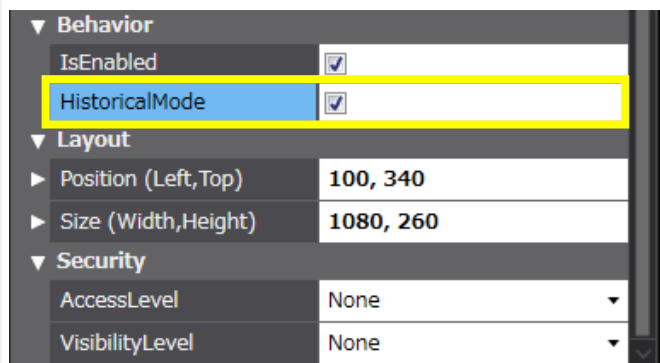 Behavior
IsEnabled
HistoricalMode
Layout
Position (Left,Top) 100, 340
Size (Width,Height) 1080, 260
Security
AccessLevel None
VisibilityLevel None